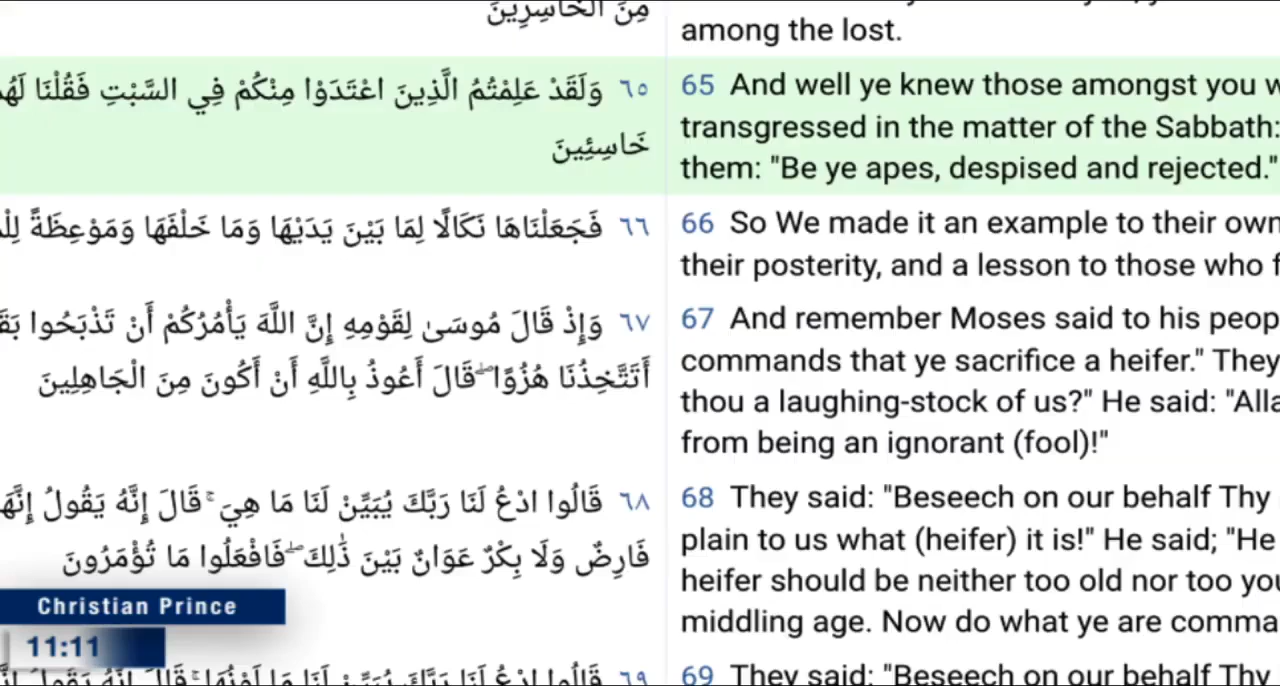 مِنَ الْخَاسِرِينَ
٦٥ وَلَقَدْ عَلِمْتُمُ الَّذِينَ اعْتَدَوْا مِنْكُمْ فِي السَّبْتِ فَقُلْنَا
خَاسِئِينَ
٦٦ فَجَعَلْنَاهَا نَكَالًا لِمَا بَيْنَ يَدَيْهَا وَمَا خَلْفَهَا وَمَوْعِظَةً
٦٧ وَإِذْ قَالَ مُوسَىٰ لِقَوْمِهِ إِنَّ اللَّهَ يَأْمُرُكُمْ أَنْ تَذْبَحُوا
أَتَتَّخِذُنَا هُزُوًا ۖ قَالَ أَعُوذُ بِاللَّهِ أَنْ أَكُونَ مِنَ الْجَاهِلِينَ
٦٨ قَالُوا ادْعُ لَنَا رَبَّكَ يُبَيِّنْ لَنَا مَا هِيَ ۚ قَالَ إِنَّهُ يَقُولُ
فَارِضٌ وَلَا بِكْرٌ عَوَانٌ بَيْنَ ذَٰلِكَ ۖ فَافْعَلُوا مَا تُؤْمَرُونَ
among the lost.
65 And well ye knew those amongst you
transgressed in the matter of the Sabbath:
them: "Be ye apes, despised and rejected."
66 So We made it an example to their own
their posterity, and a lesson to those who
67 And remember Moses said to his
commands that ye sacrifice a heifer." They
thou a laughing-stock of us?" He said:
from being an ignorant (fool)!"
68 They said: "Beseech on our behalf Thy
plain to us what (heifer) it is!" He said; "He
heifer should be neither too old nor too
middling age. Now do what ye are
69 They said: "Beseech on our behalf Thy
Christian Prince
11:11